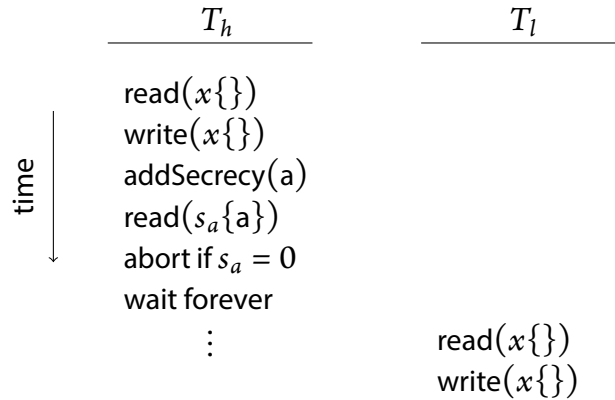 T_h
T_l
time
read(x{})
write(x{})
addSecrecy(a)
read(s_a{a})
abort if s_a = 0
wait forever
⋮
read(x{})
write(x{})